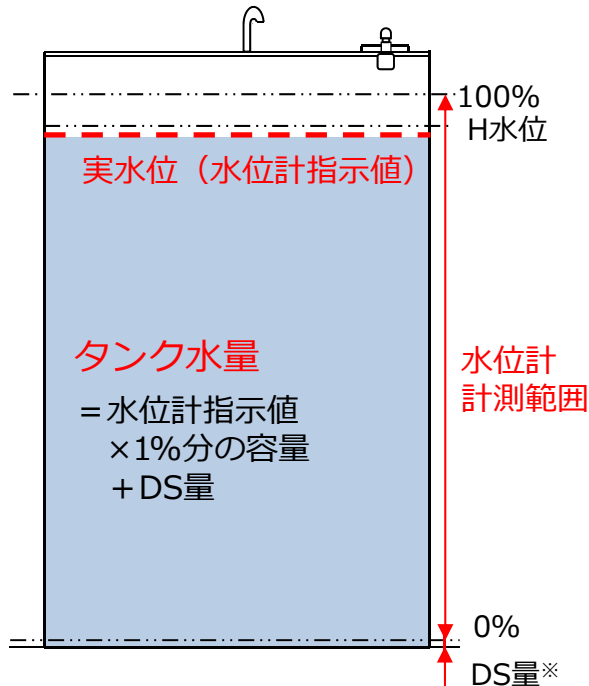 100%
H水位
実水位（水位計指示値）
タンク水量
＝水位計指示値
×1%分の容量
＋DS量
水位計
計測範囲
0%
DS量※